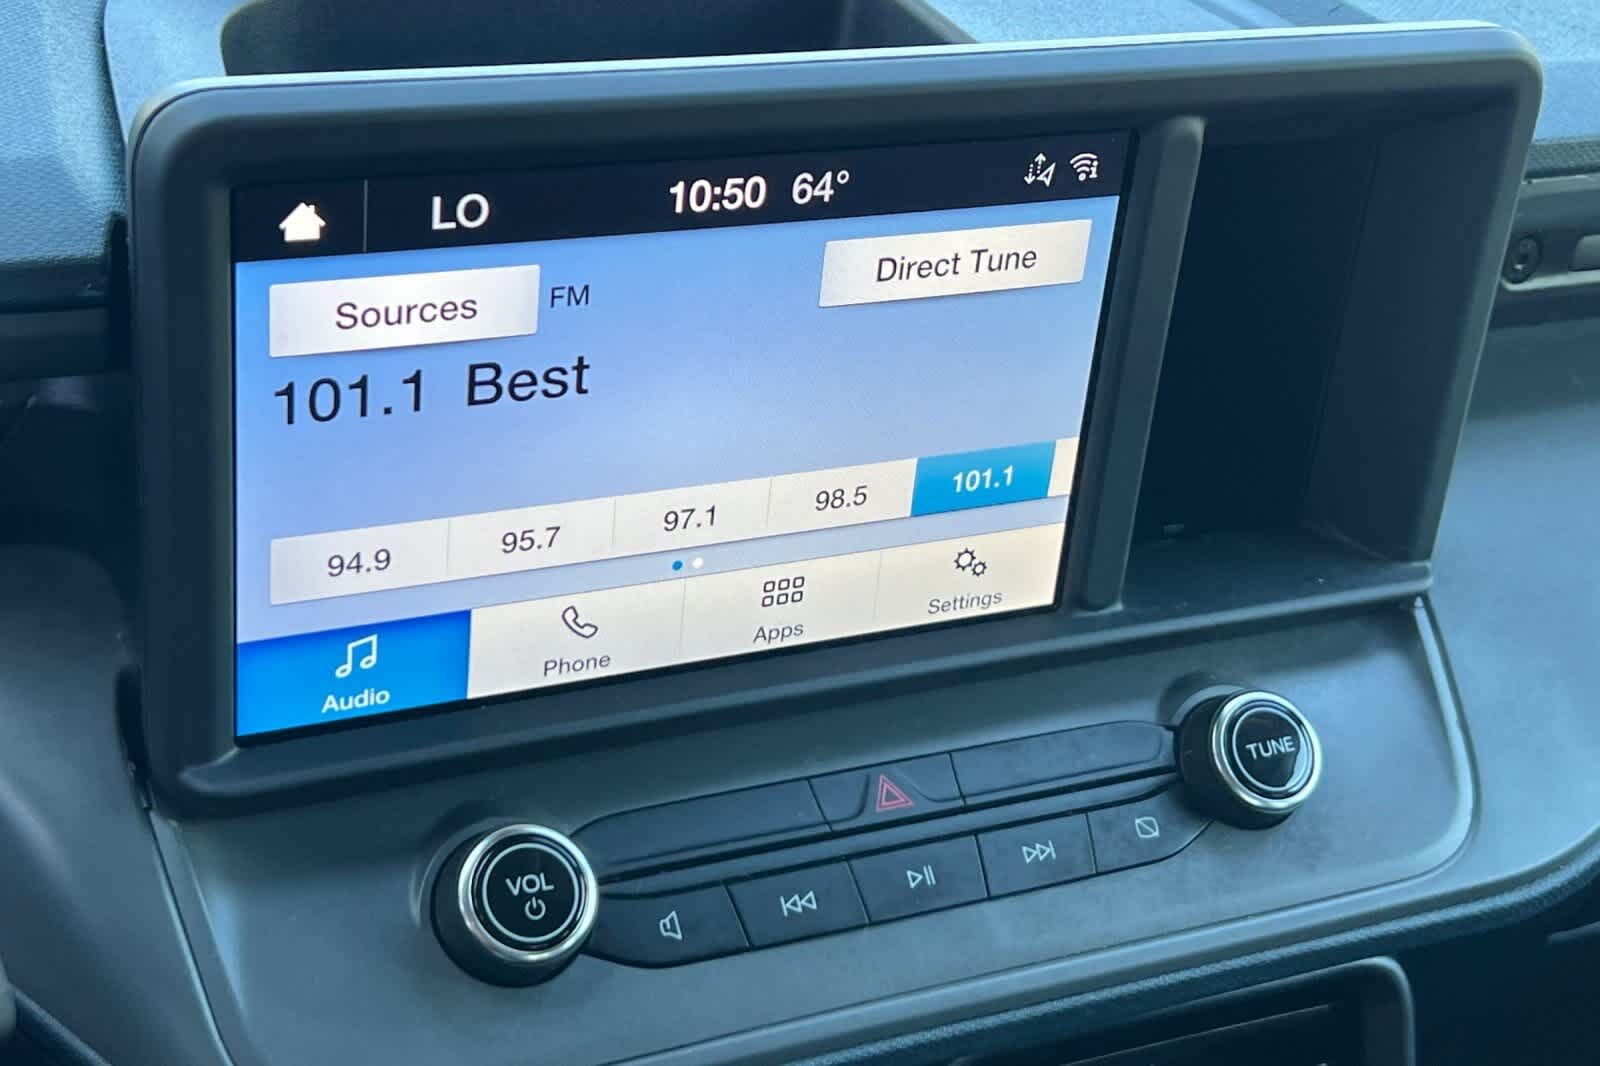 LO
10:50 64°
Sources
FM
Direct Tune
101.1 Best
94.9
95.7
97.1
98.5
101.1
Audio
Phone
Apps
Settings
VOL
TUNE